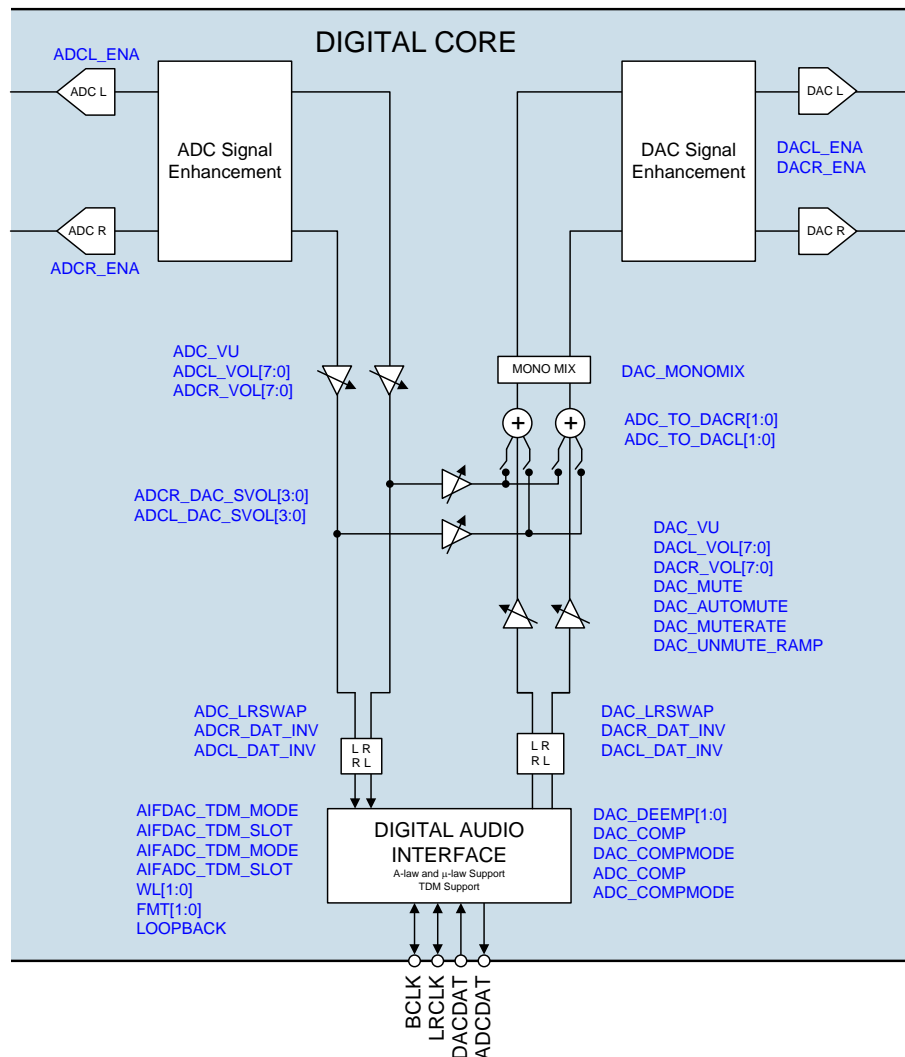 DIGITAL CORE
ADCL_ENA
ADC L
ADC Signal
Enhancement
ADC R
ADCR_ENA
DAC Signal
Enhancement
DAC L
DACL_ENA
DACR_ENA
DAC R
ADC_VU
ADCL_VOL[7:0]
ADCR_VOL[7:0]
MONO MIX
DAC_MONOMIX
+
+
ADC_TO_DACR[1:0]
ADC_TO_DACL[1:0]
ADCR_DAC_SVOL[3:0]
ADCL_DAC_SVOL[3:0]
DAC_VU
DACL_VOL[7:0]
DACR_VOL[7:0]
DAC_MUTE
DAC_AUTOMUTE
DAC_MUTERATE
DAC_UNMUTE_RAMP
ADC_LRSWAP
ADCR_DAT_INV
ADCL_DAT_INV
L R
R L
L R
R L
DAC_LRSWAP
DACR_DAT_INV
DACL_DAT_INV
AIFDAC_TDM_MODE
AIFDAC_TDM_SLOT
AIFADC_TDM_MODE
AIFADC_TDM_SLOT
WL[1:0]
FMT[1:0]
LOOPBACK
DIGITAL AUDIO
INTERFACE
A-law and μ-law Support
TDM Support
DAC_DEEMP[1:0]
DAC_COMP
DAC_COMPMODE
ADC_COMP
ADC_COMPMODE
BCLK
LRCLK
DACDAT
ADCDAT